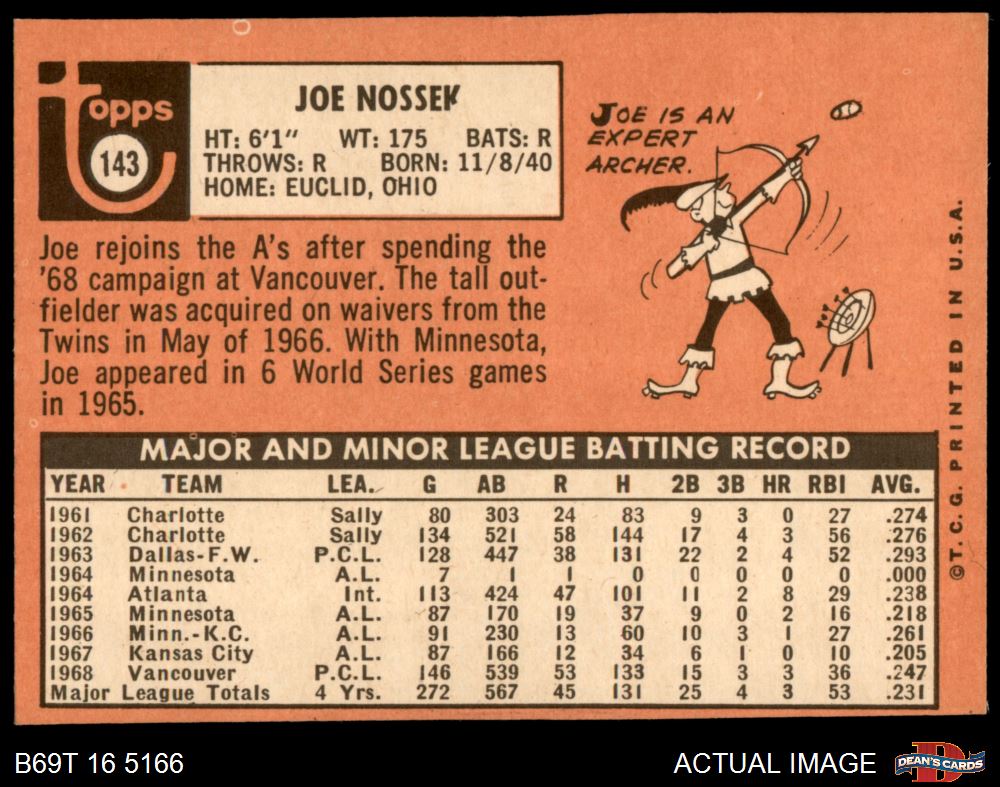 Topps
143
JOE NOSSEK
HT: 6'1" WT: 175 BATS: R
THROWS: R BORN: 11/8/40
HOME: EUCLID, OHIO
JOE IS AN
EXPERT
ARCHER.
Joe rejoins the A's after spending the
'68 campaign at Vancouver. The tall out-
fielder was acquired on waivers from the
Twins in May of 1966. With Minnesota,
Joe appeared in 6 World Series games
in 1965.
MAJOR AND MINOR LEAGUE BATTING RECORD
YEAR TEAM LEA. G AB R H 2B 3B HR RBI AVG.
1961 Charlotte Sally 80 303 24 83 9 3 0 27 .274
1962 Charlotte Sally 134 521 58 144 17 4 3 56 .276
1963 Dallas-F.W. P.C.L. 128 447 38 131 22 2 4 52 .293
1964 Minnesota A.L. 7 1 1 0 0 0 0 0 .000
1964 Atlanta Int. 113 424 47 101 11 2 8 29 .238
1965 Minnesota A.L. 87 170 19 37 9 0 2 16 .218
1966 Minn.-K.C. A.L. 91 230 13 60 10 3 1 27 .261
1967 Kansas City A.L. 87 166 12 34 6 1 0 10 .205
1968 Vancouver P.C.L. 146 539 53 133 15 3 3 36 .247
Major League Totals 4 Yrs. 272 567 45 131 25 4 3 53 .231
©T. C. G. PRINTED IN U.S.A.
B69T 16 5166
ACTUAL IMAGE
D
DEAN'S CARDS